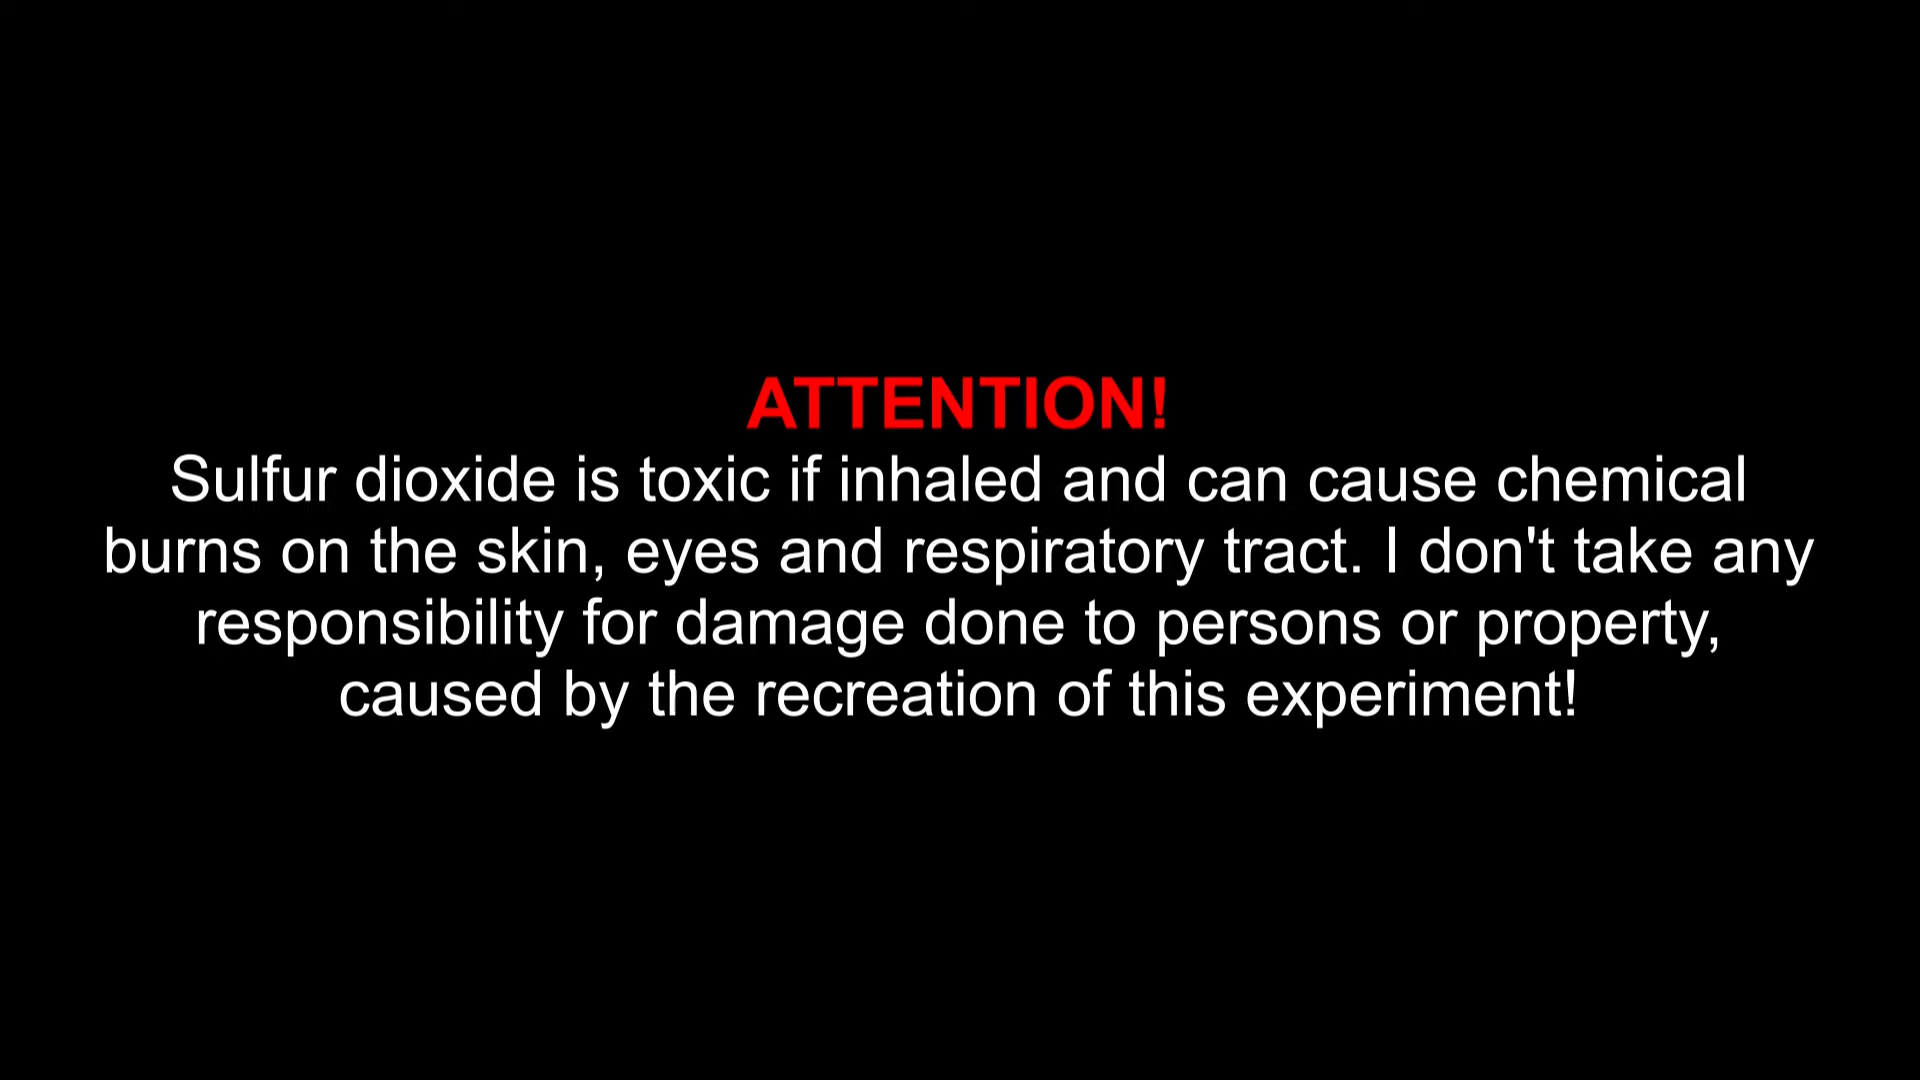 ATTENTION!
Sulfur dioxide is toxic if inhaled and can cause chemical
burns on the skin, eyes and respiratory tract. I don't take any
responsibility for damage done to persons or property,
caused by the recreation of this experiment!